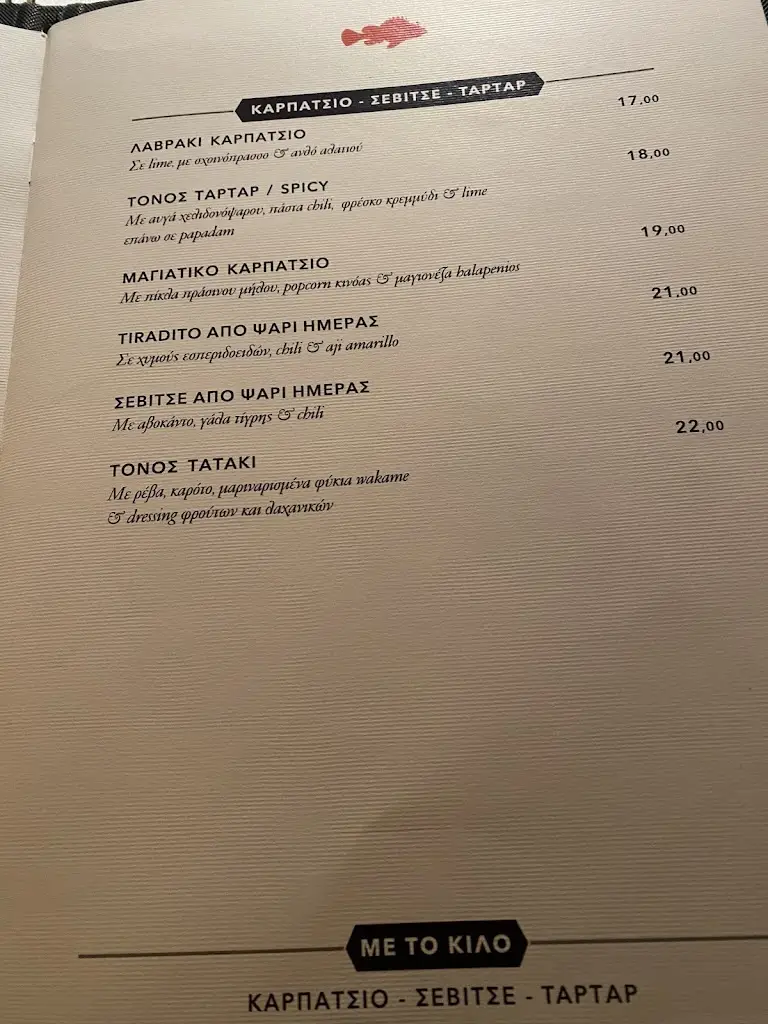 ΚΑΡΠΑΤΣΙΟ - ΣΕΒΙΤΣΕ - ΤΑΡΤΑΡ
ΛΑΒΡΑΚΙ ΚΑΡΠΑΤΣΙΟ 17,00
Σε lime, με σχοινόπρασσο & ανθό αλατιού
ΤΟΝΟΣ ΤΑΡΤΑΡ / SPICY 18,00
Με αυγά χελιδονόψαρου, πάστα chili, φρέσκο κρεμμύδι & lime
επάνω σε papadam
ΜΑΓΙΑΤΙΚΟ ΚΑΡΠΑΤΣΙΟ 19,00
Με πίκλα πράσινου μήλου, popcorn κινόας & μαγιονέζα halapenios
TIRADITO ΑΠΟ ΨΑΡΙ ΗΜΕΡΑΣ 21,00
Σε χυμούς εσπεριδοειδών, chili & aji amarillo
ΣΕΒΙΤΣΕ ΑΠΟ ΨΑΡΙ ΗΜΕΡΑΣ 21,00
Με αβοκάντο, γάλα τίγρης & chili
ΤΟΝΟΣ ΤΑΤΑΚΙ 22,00
Με ρέβα, καρότο, μαριναρισμένα φύκια wakame
& dressing φρούτων και λαχανικών
ΜΕ ΤΟ ΚΙΛΟ
ΚΑΡΠΑΤΣΙΟ - ΣΕΒΙΤΣΕ - ΤΑΡΤΑΡ